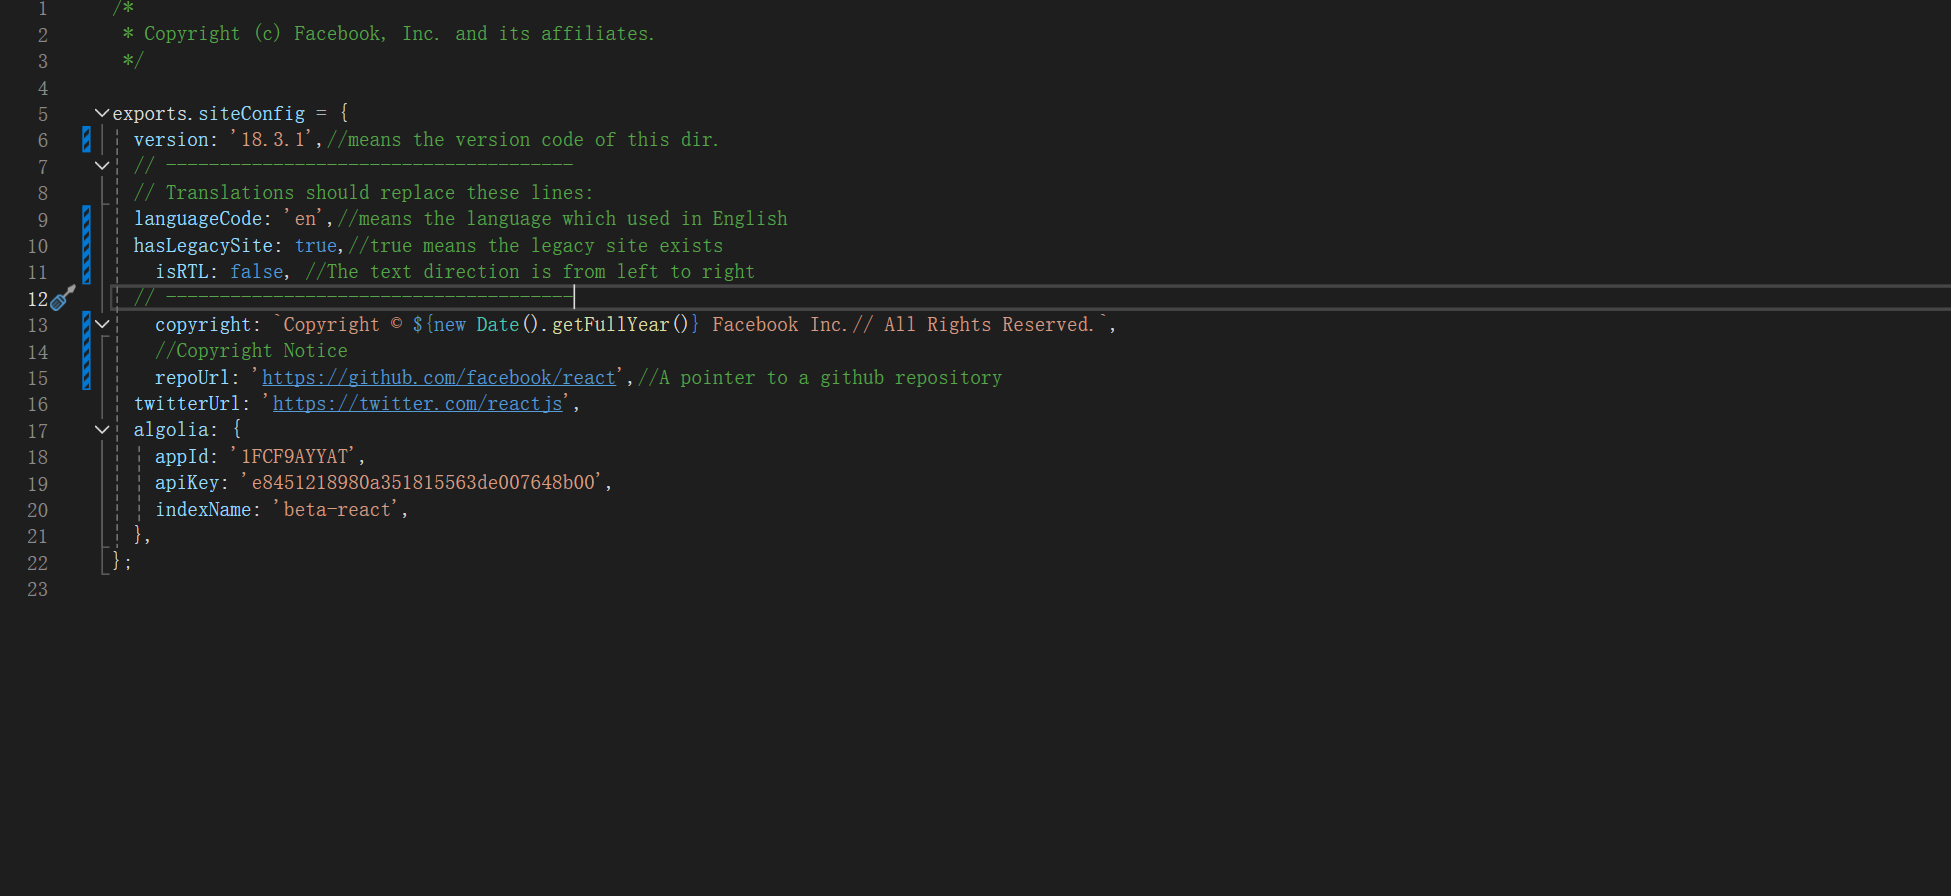 1 /*
2 * Copyright (c) Facebook, Inc. and its affiliates.
3 */
4
5 exports.siteConfig = {
6 version: '18.3.1',//means the version code of this dir.
7 // --------------------------------------
8 // Translations should replace these lines:
9 languageCode: 'en',//means the language which used in English
10 hasLegacySite: true,//true means the legacy site exists
11 isRTL: false, //The text direction is from left to right
12 // --------------------------------------
13 copyright: `Copyright © ${new Date().getFullYear()} Facebook Inc.// All Rights Reserved.`,
14 //Copyright Notice
15 repoUrl: 'https://github.com/facebook/react',//A pointer to a github repository
16 twitterUrl: 'https://twitter.com/reactjs',
17 algolia: {
18 appId: '1FCF9AYYAT',
19 apiKey: 'e8451218980a351815563de007648b00',
20 indexName: 'beta-react',
21 },
22 };
23